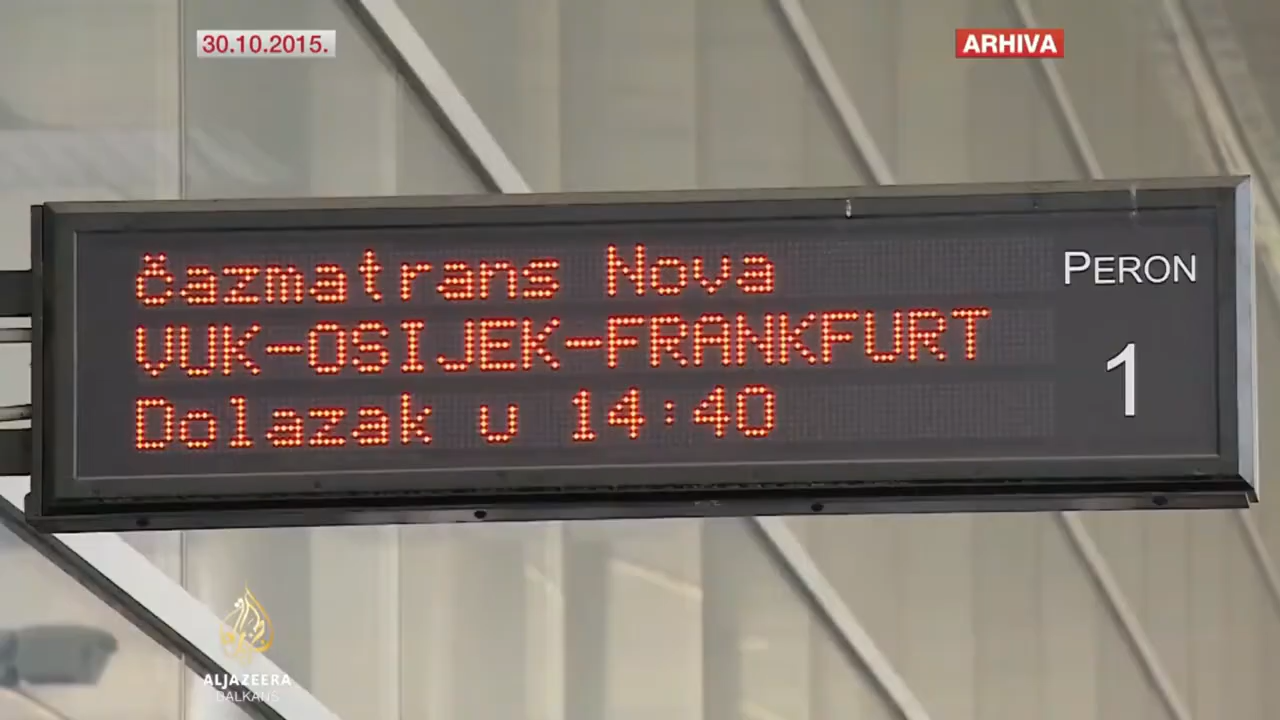 30.10.2015.
ARHIVA
čazmatrans Nova
VUK-OSIJEK-FRANKFURT
Dolazak u 14:40
PERON
1
ALJAZEERA
BALKANS